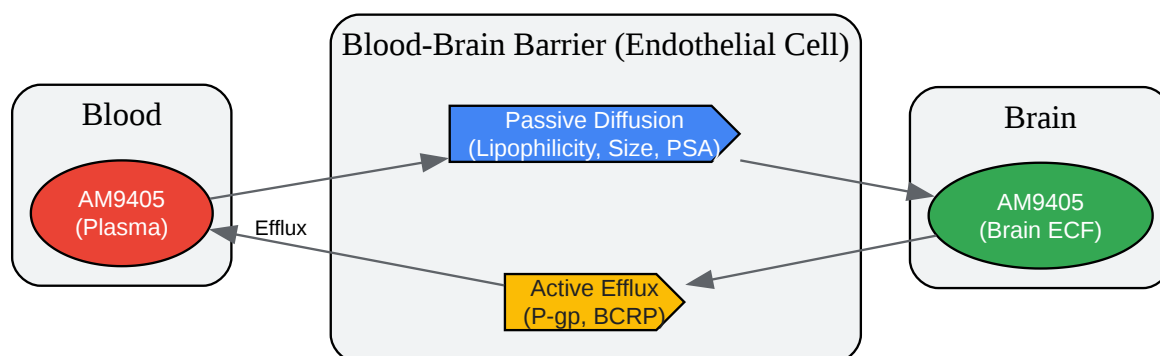 Blood-Brain Barrier (Endothelial Cell)
Blood
Brain
Passive Diffusion
(Lipophilicity, Size, PSA)
AM9405
(Plasma)
AM9405
(Brain ECF)
Efflux
Active Efflux
(P-gp, BCRP)